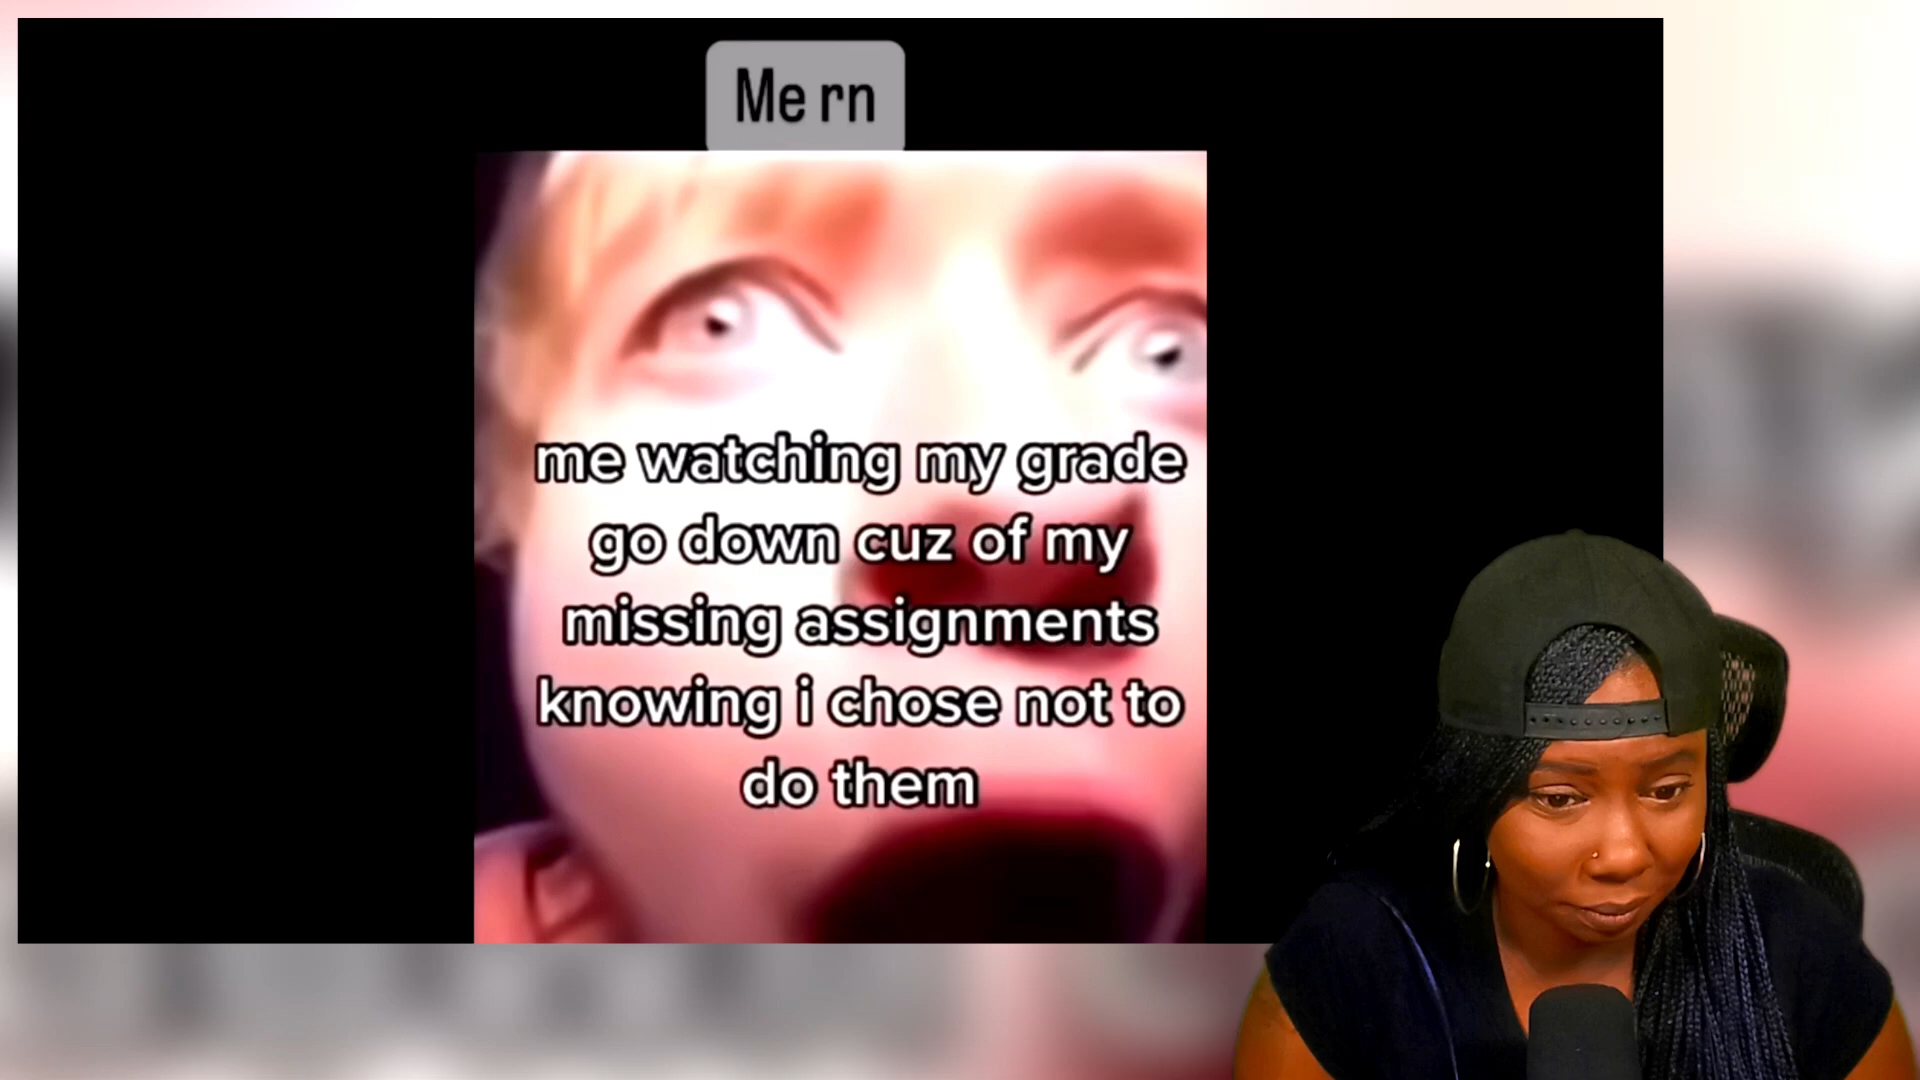 Me rn
me watching my grade
go down cuz of my
missing assignments
knowing i chose not to
do them